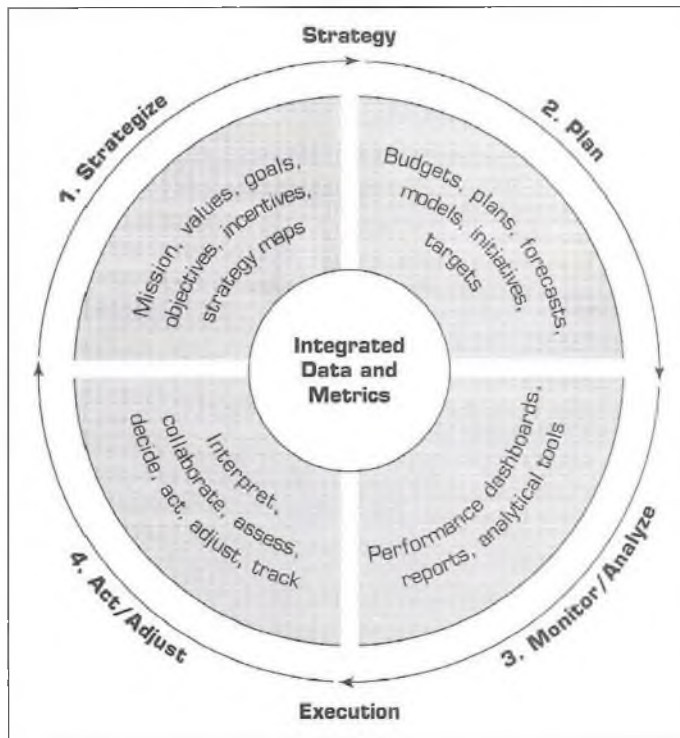 Strategy
1. Strategize
2. Plan
Mission, values, goals,
objectives, incentives,
strategy maps
Budgets, plans, forecasts,
models, initiatives,
targets
Integrated
Data and
Metrics
Interpret,
collaborate, assess,
decide, act, adjust, track
Performance dashboards,
reports, analytical tools
4. Act/Adjust
3. Monitor/Analyze
Execution